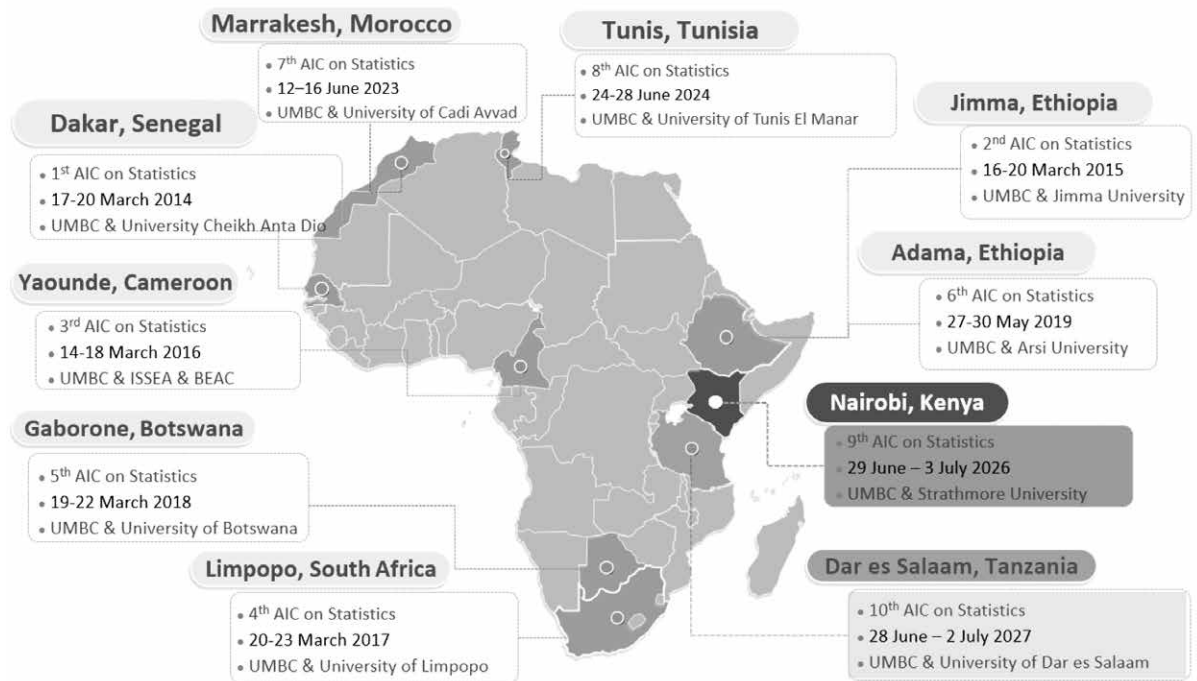 Marrakesh, Morocco
7th AIC on Statistics
12–16 June 2023
UMBC & University of Cadi Avvad
Tunis, Tunisia
8th AIC on Statistics
24-28 June 2024
UMBC & University of Tunis El Manar
Dakar, Senegal
1st AIC on Statistics
17-20 March 2014
UMBC & University Cheikh Anta Dio
Jimma, Ethiopia
2nd AIC on Statistics
16-20 March 2015
UMBC & Jimma University
Yaounde, Cameroon
3rd AIC on Statistics
14-18 March 2016
UMBC & ISSEA & BEAC
Adama, Ethiopia
6th AIC on Statistics
27-30 May 2019
UMBC & Arsi University
Gaborone, Botswana
5th AIC on Statistics
19-22 March 2018
UMBC & University of Botswana
Nairobi, Kenya
9th AIC on Statistics
29 June – 3 July 2026
UMBC & Strathmore University
Limpopo, South Africa
4th AIC on Statistics
20-23 March 2017
UMBC & University of Limpopo
Dar es Salaam, Tanzania
10th AIC on Statistics
28 June – 2 July 2027
UMBC & University of Dar es Salaam